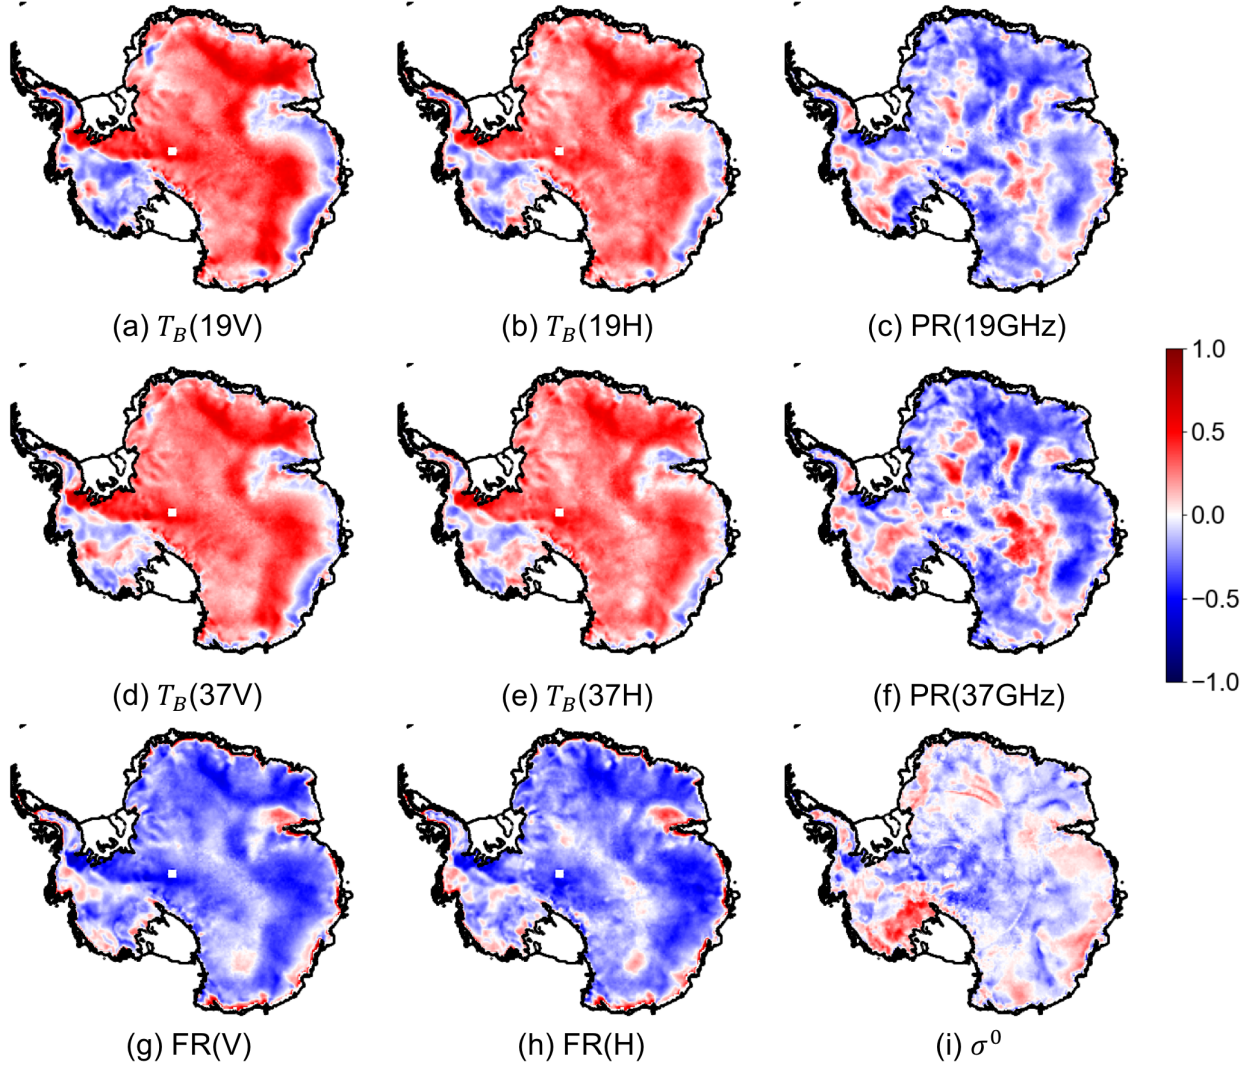 (a) T_B(19V)
(b) T_B(19H)
(c) PR(19GHz)
1.0
0.5
0.0
−0.5
−1.0
(d) T_B(37V)
(e) T_B(37H)
(f) PR(37GHz)
(g) FR(V)
(h) FR(H)
(i) σ⁰